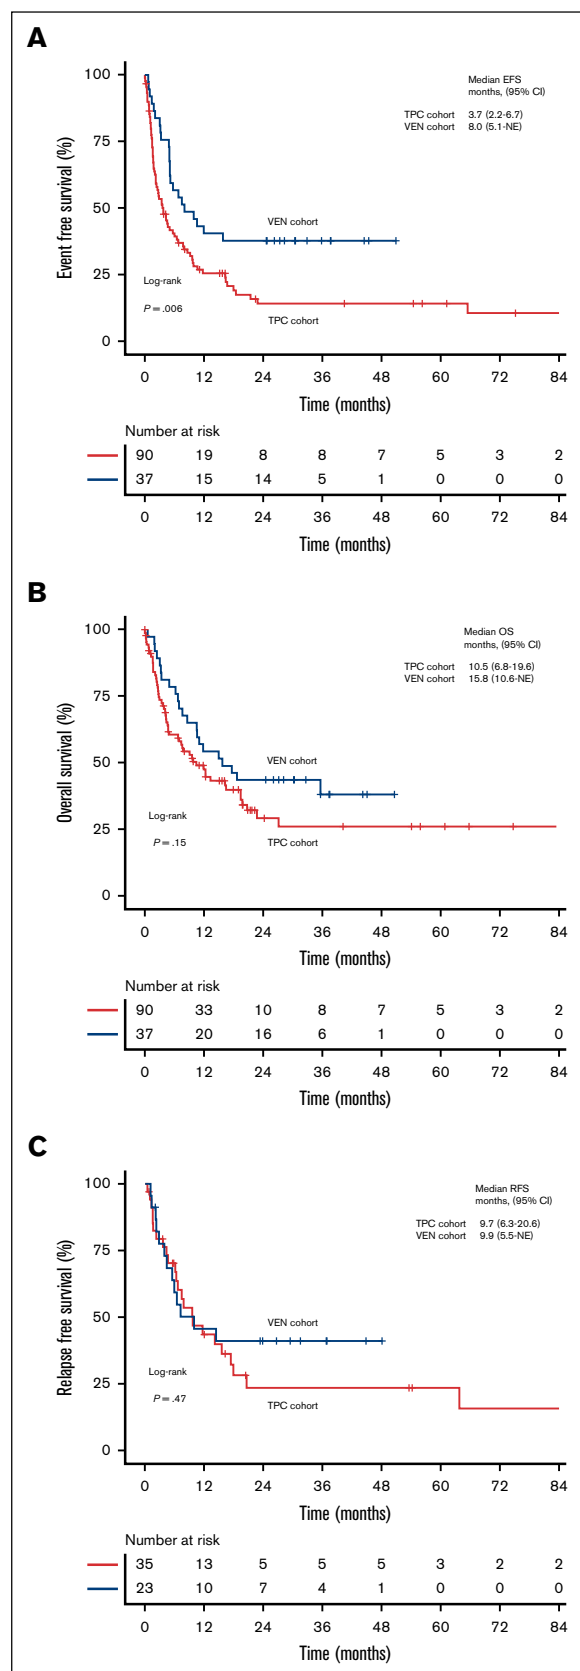 A
Median EFS
months, (95% CI)
TPC cohort 3.7 (2.2-6.7)
VEN cohort 8.0 (5.1-NE)
Event free survival (%)
100
75
50
25
0
VEN cohort
Log-rank
P = .006
TPC cohort
0 12 24 36 48 60 72 84
Time (months)
Number at risk
90 19 8 8 7 5 3 2
37 15 14 5 1 0 0 0
0 12 24 36 48 60 72 84
Time (months)
B
Median OS
months, (95% CI)
TPC cohort 10.5 (6.8-19.6)
VEN cohort 15.8 (10.6-NE)
Overall survival (%)
100
75
50
25
0
VEN cohort
Log-rank
P = .15
TPC cohort
0 12 24 36 48 60 72 84
Time (months)
Number at risk
90 33 10 8 7 5 3 2
37 20 16 6 1 0 0 0
0 12 24 36 48 60 72 84
Time (months)
C
Median RFS
months, (95% CI)
TPC cohort 9.7 (6.3-20.6)
VEN cohort 9.9 (5.5-NE)
Relapse free survival (%)
100
75
50
25
0
VEN cohort
Log-rank
P = .47
TPC cohort
0 12 24 36 48 60 72 84
Time (months)
Number at risk
35 13 5 5 5 3 2 2
23 10 7 4 1 0 0 0
0 12 24 36 48 60 72 84
Time (months)